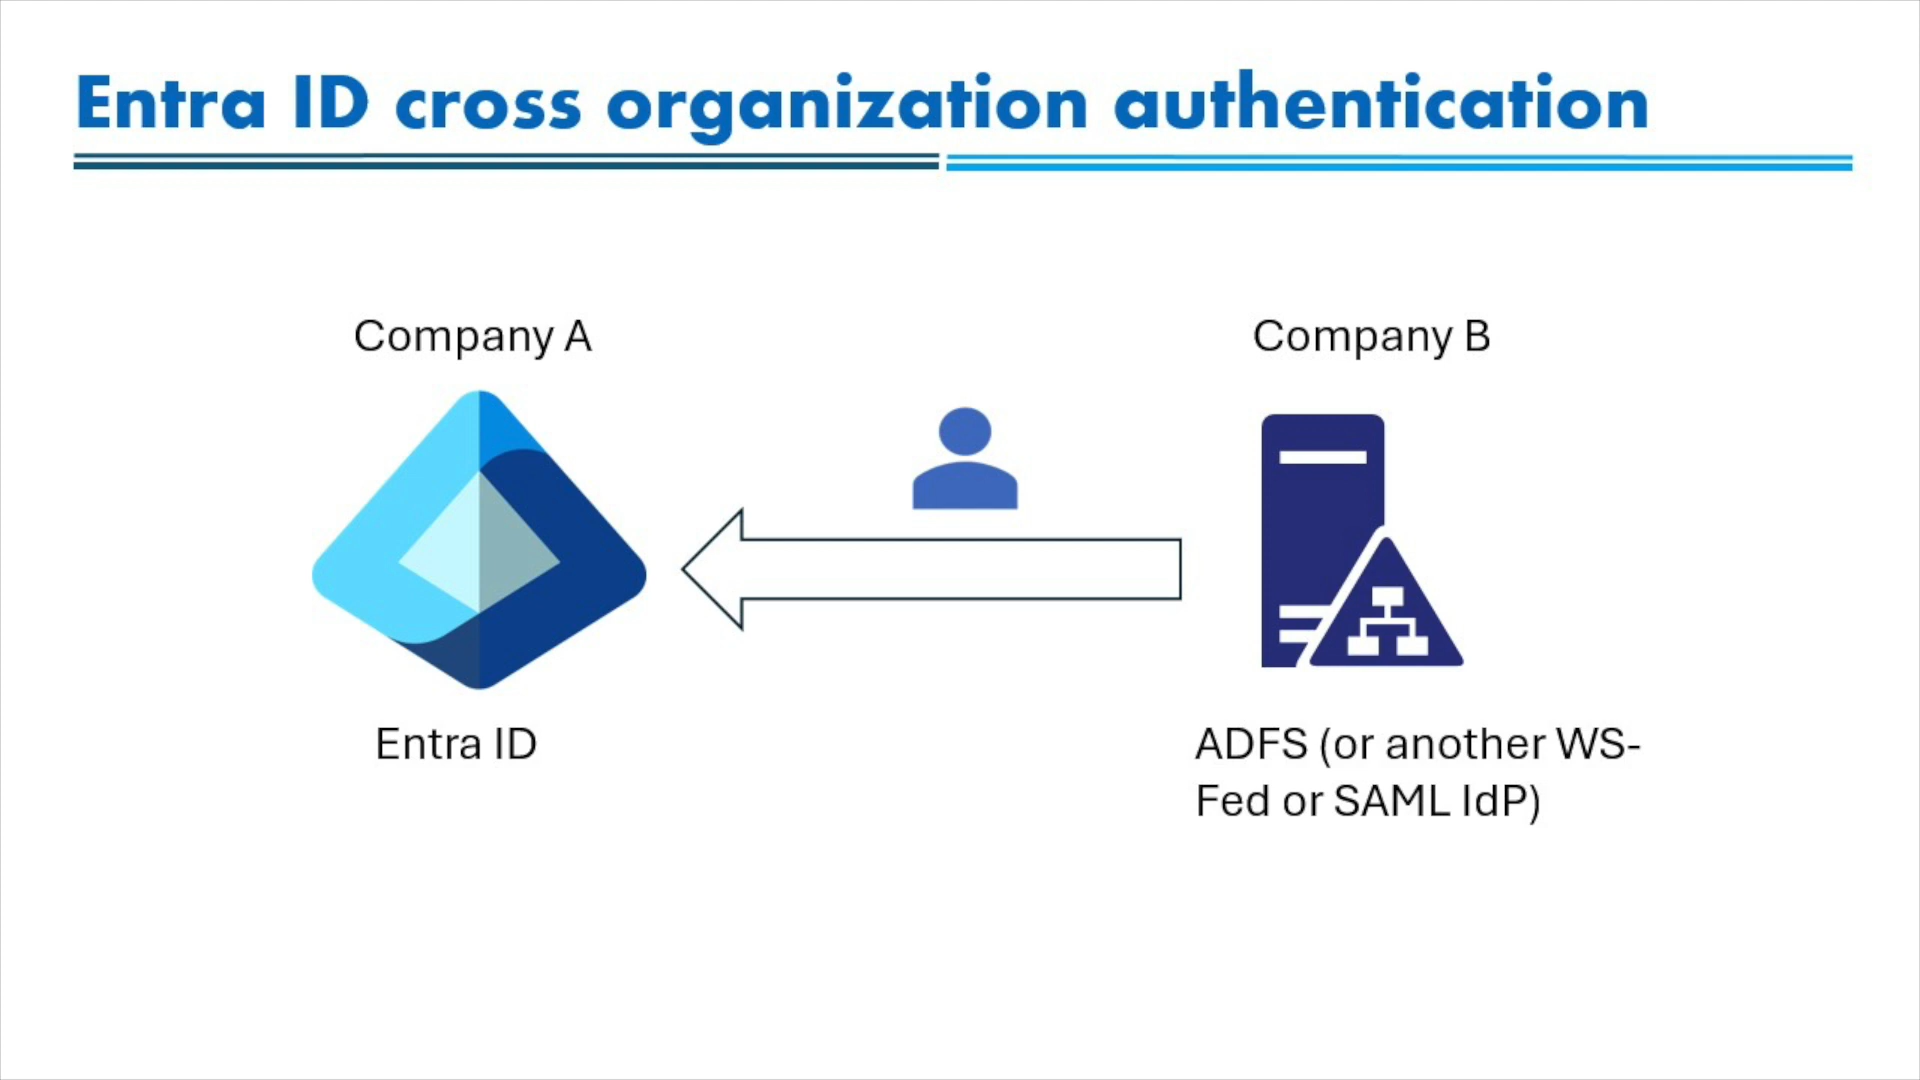 Entra ID cross organization authentication
Company A
Company B
Entra ID
ADFS (or another WS-
Fed or SAML IdP)